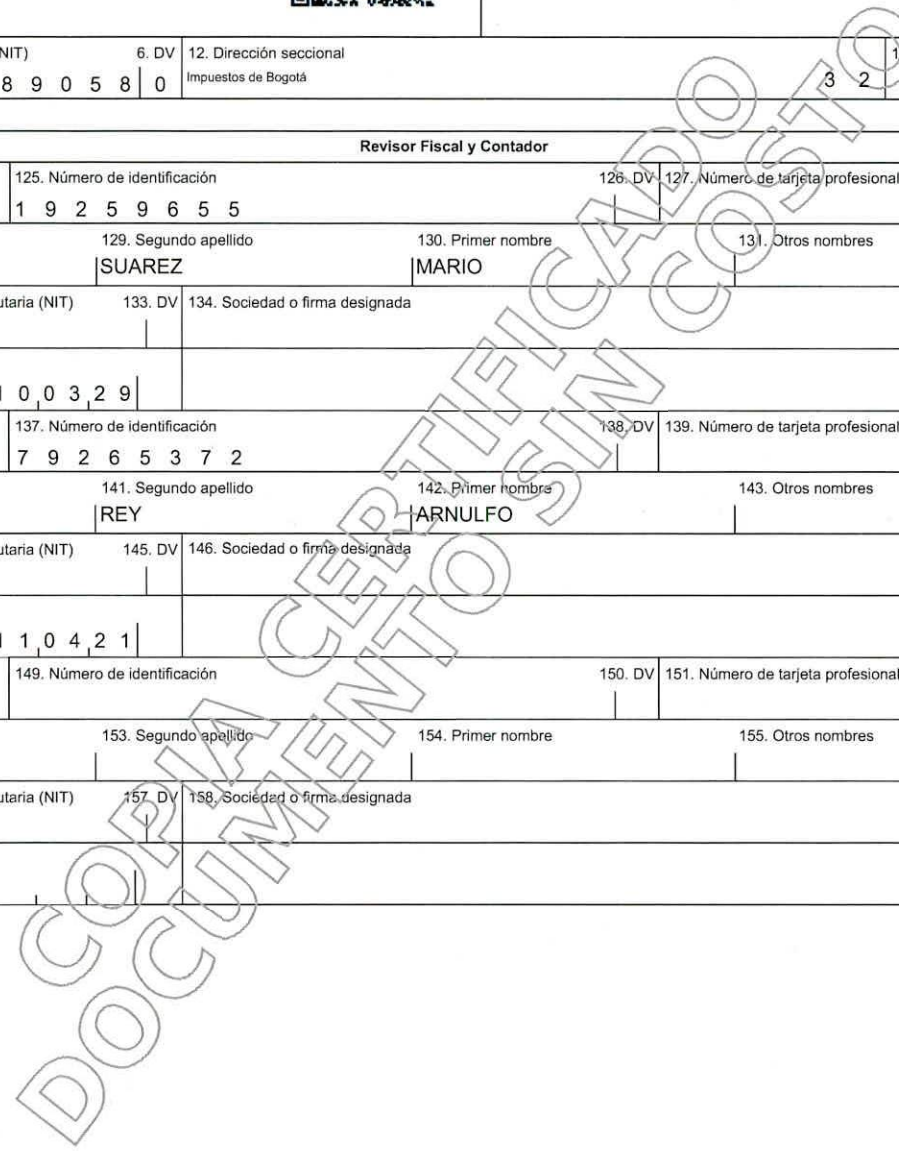 NIT) 6. DV 12. Dirección seccional
8 9 0 5 8 0 Impuestos de Bogotá 3 2
Revisor Fiscal y Contador
125. Número de identificación 126. DV 127. Número de tarjeta profesional
1 9 2 5 9 6 5 5
129. Segundo apellido 130. Primer nombre 131. Otros nombres
SUAREZ MARIO
utaria (NIT) 133. DV 134. Sociedad o firma designada
0 0 3 2 9
137. Número de identificación 138. DV 139. Número de tarjeta profesional
7 9 2 6 5 3 7 2
141. Segundo apellido 142. Primer nombre 143. Otros nombres
REY ARNULFO
utaria (NIT) 145. DV 146. Sociedad o firma designada
1 0 4 2 1
149. Número de identificación 150. DV 151. Número de tarjeta profesional
153. Segundo apellido 154. Primer nombre 155. Otros nombres
utaria (NIT) 157. DV 158. Sociedad o firma designada
COPIA CERTIFICADO
DOCUMENTO SIN COSTO